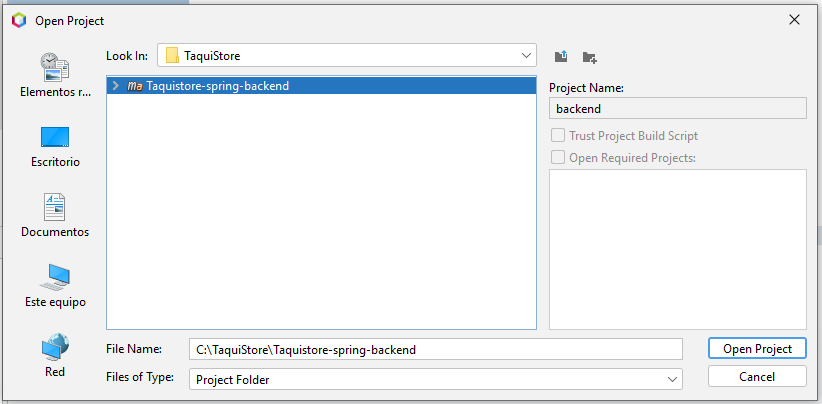 Open Project
Look In:
TaquiStore
Elementos r...
Escritorio
Documentos
Este equipo
Red
ma Taquistore-spring-backend
Project Name:
backend
Trust Project Build Script
Open Required Projects:
File Name:
C:\TaquiStore\Taquistore-spring-backend
Open Project
Files of Type:
Project Folder
Cancel